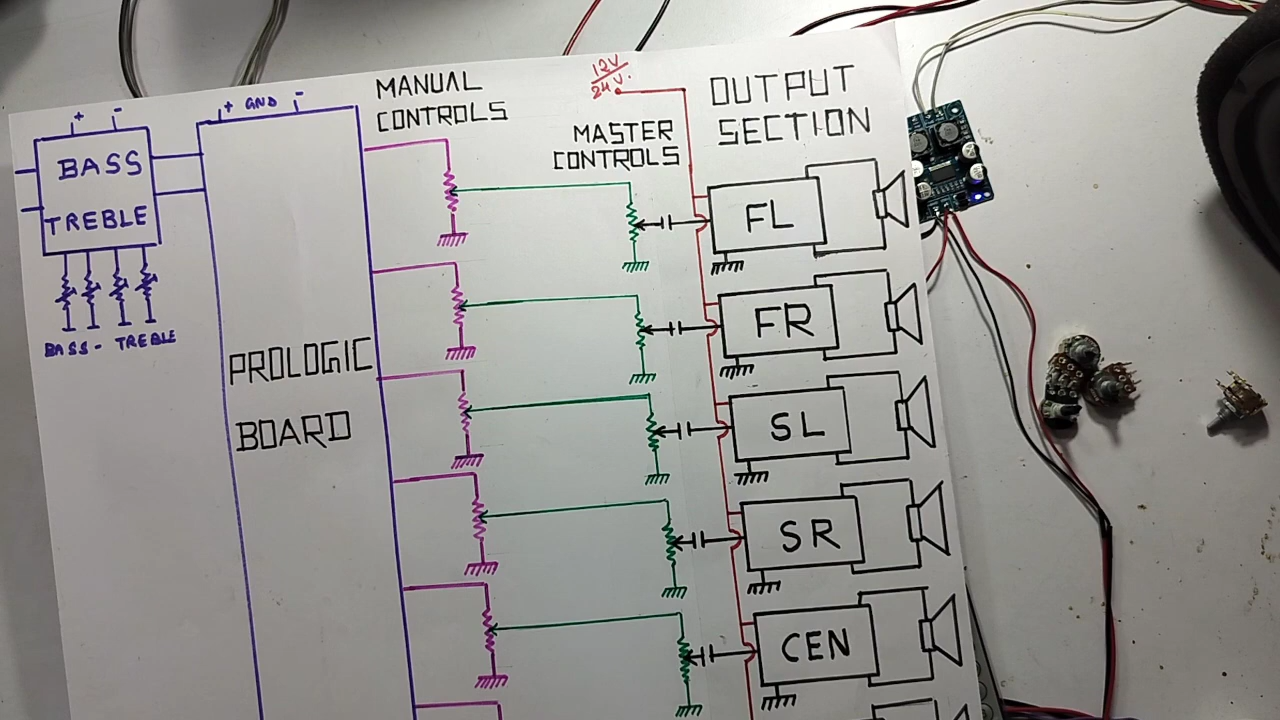 + -
BASS
TREBLE
BASS - TREBLE
+ GND -
PROLOGIC
BOARD
MANUAL
CONTROLS
12V
24V.
MASTER
CONTROLS
OUTPUT
SECTION
FL
FR
SL
SR
CEN